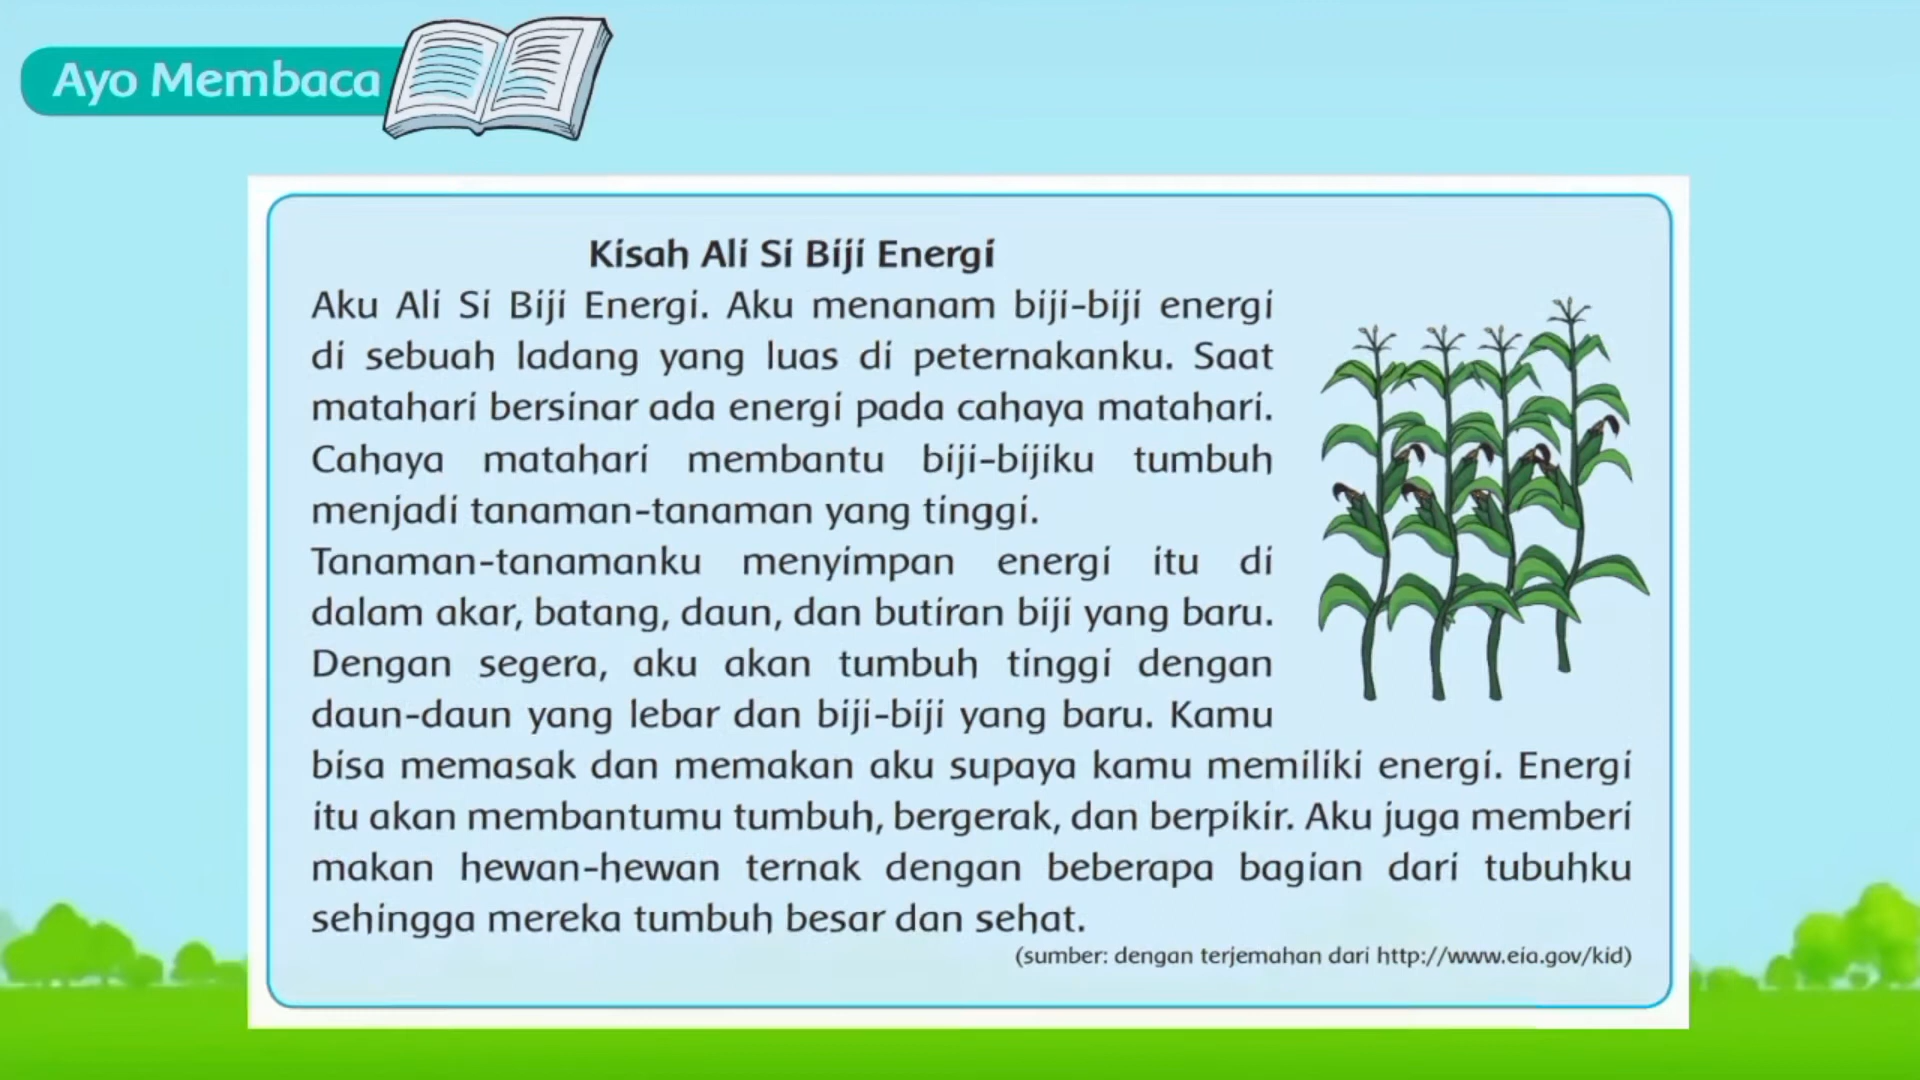 Ayo Membaca
Kisah Ali Si Biji Energi
Aku Ali Si Biji Energi. Aku menanam biji-biji energi
di sebuah ladang yang luas di peternakanku. Saat
matahari bersinar ada energi pada cahaya matahari.
Cahaya matahari membantu biji-bijiku tumbuh
menjadi tanaman-tanaman yang tinggi.
Tanaman-tanamanku menyimpan energi itu di
dalam akar, batang, daun, dan butiran biji yang baru.
Dengan segera, aku akan tumbuh tinggi dengan
daun-daun yang lebar dan biji-biji yang baru. Kamu
bisa memasak dan memakan aku supaya kamu memiliki energi. Energi
itu akan membantumu tumbuh, bergerak, dan berpikir. Aku juga memberi
makan hewan-hewan ternak dengan beberapa bagian dari tubuhku
sehingga mereka tumbuh besar dan sehat.
(sumber: dengan terjemahan dari http://www.eia.gov/kid)